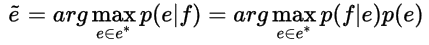 ẽ = arg max_{e∈e*} p(e|f) = arg max_{e∈e*} p(f|e)p(e)